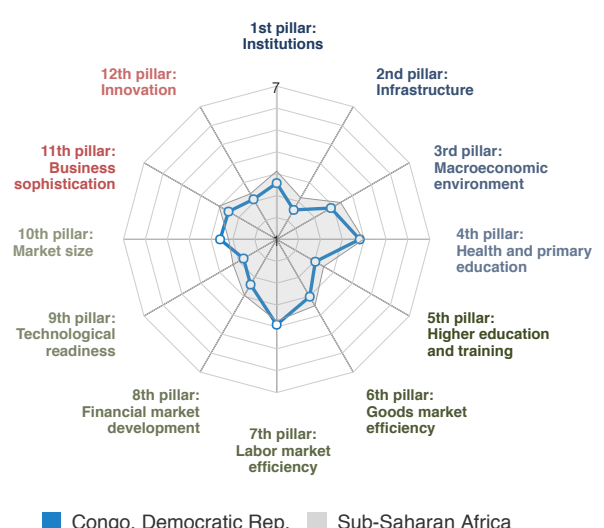 1st pillar:
Institutions
2nd pillar:
Infrastructure
3rd pillar:
Macroeconomic
environment
4th pillar:
Health and primary
education
5th pillar:
Higher education
and training
6th pillar:
Goods market
efficiency
7th pillar:
Labor market
efficiency
8th pillar:
Financial market
development
9th pillar:
Technological
readiness
10th pillar:
Market size
11th pillar:
Business
sophistication
12th pillar:
Innovation
7
Congo, Democratic Rep.
Sub-Saharan Africa